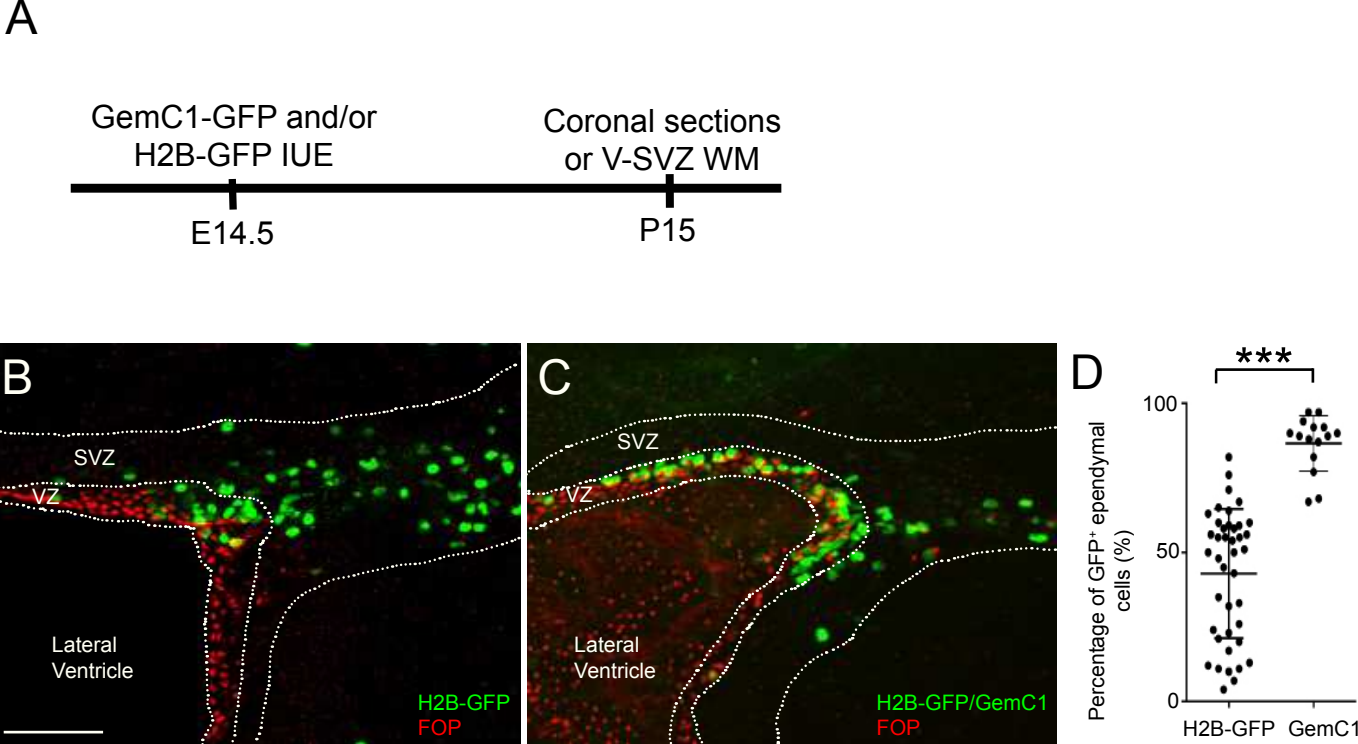 A
GemC1-GFP and/or
H2B-GFP IUE
Coronal sections
or V-SVZ WM
E14.5
P15
B
SVZ
VZ
Lateral
Ventricle
H2B-GFP
FOP
C
SVZ
VZ
Lateral
Ventricle
H2B-GFP/GemC1
FOP
D
***
Percentage of GFP⁺ ependymal
cells (%)
100
50
0
H2B-GFP
GemC1